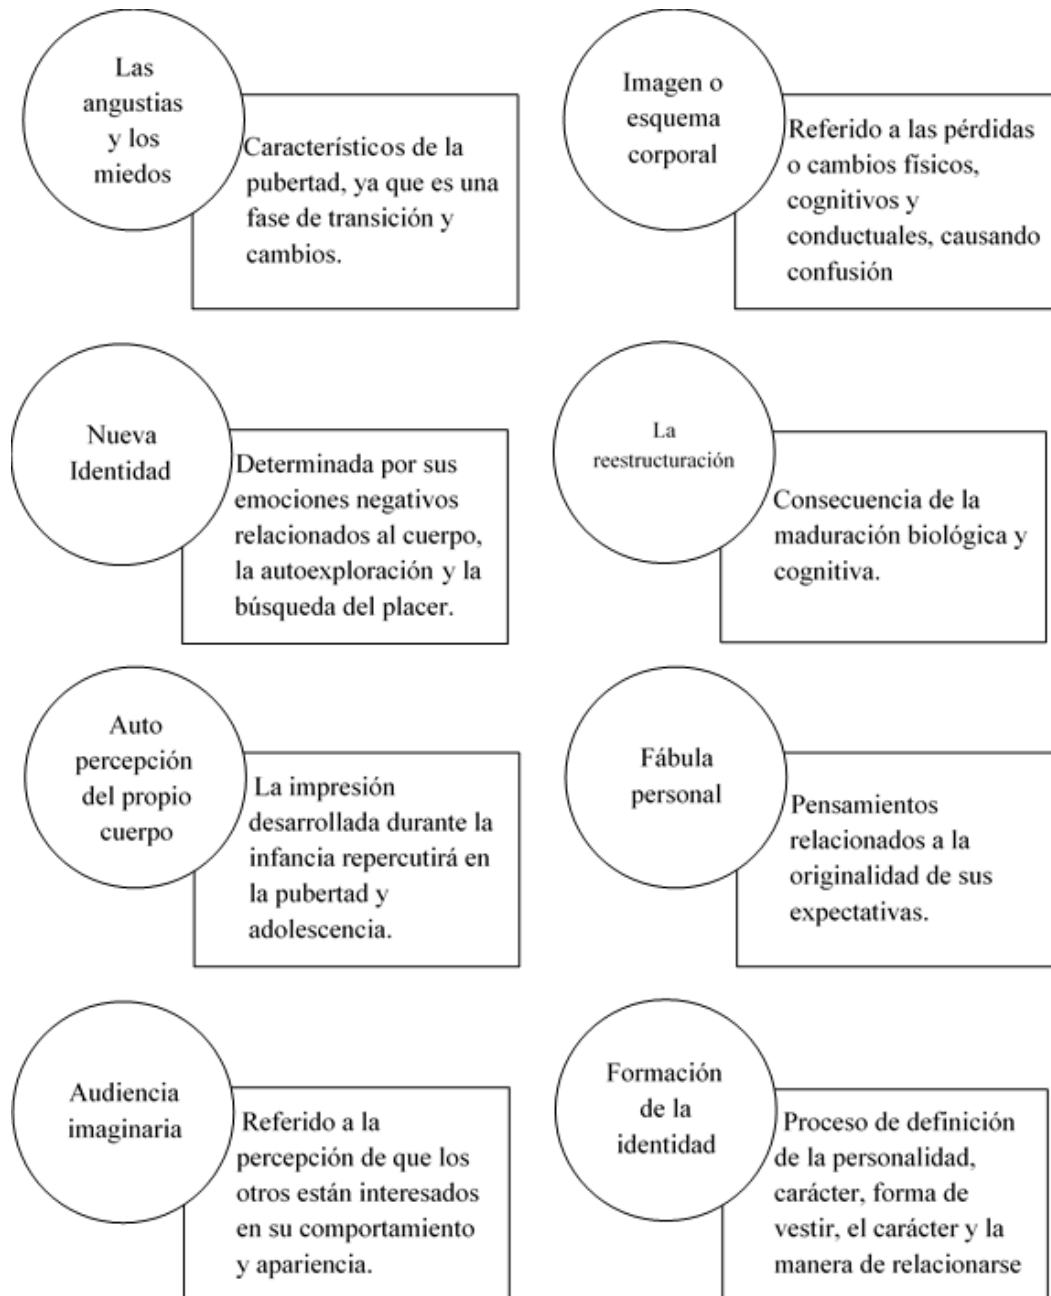 Las
angustias
y los
miedos
Característicos de la
pubertad, ya que es una
fase de transición y
cambios.
Imagen o
esquema
corporal
Referido a las pérdidas
o cambios físicos,
cognitivos y
conductuales, causando
confusión
Nueva
Identidad
Determinada por sus
emociones negativos
relacionados al cuerpo,
la autoexploración y la
búsqueda del placer.
La
reestructuración
Consecuencia de la
maduración biológica y
cognitiva.
Auto
percepción
del propio
cuerpo
La impresión
desarrollada durante la
infancia repercutirá en
la pubertad y
adolescencia.
Fábula
personal
Pensamientos
relacionados a la
originalidad de sus
expectativas.
Audiencia
imaginaria
Referido a la
percepción de que los
otros están interesados
en su comportamiento
y apariencia.
Formación
de la
identidad
Proceso de definición
de la personalidad,
carácter, forma de
vestir, el carácter y la
manera de relacionarse